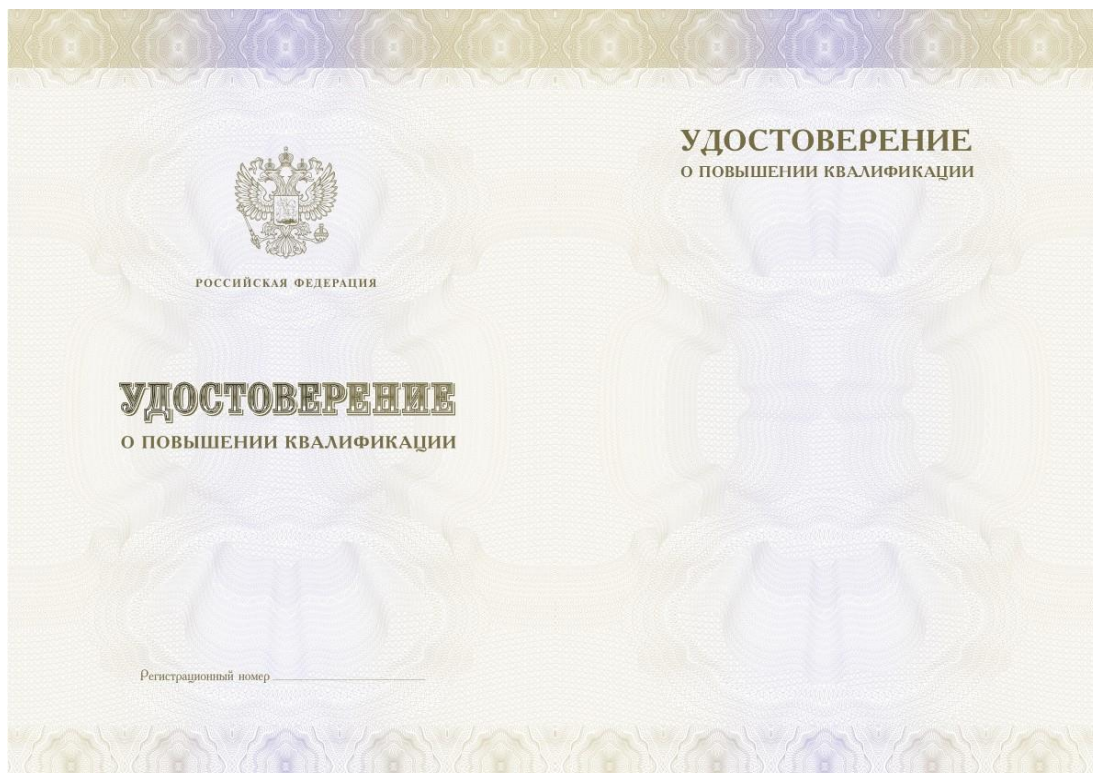 РОССИЙСКАЯ ФЕДЕРАЦИЯ
УДОСТОВЕРЕНИЕ
О ПОВЫШЕНИИ КВАЛИФИКАЦИИ
Регистрационный номер
УДОСТОВЕРЕНИЕ
О ПОВЫШЕНИИ КВАЛИФИКАЦИИ